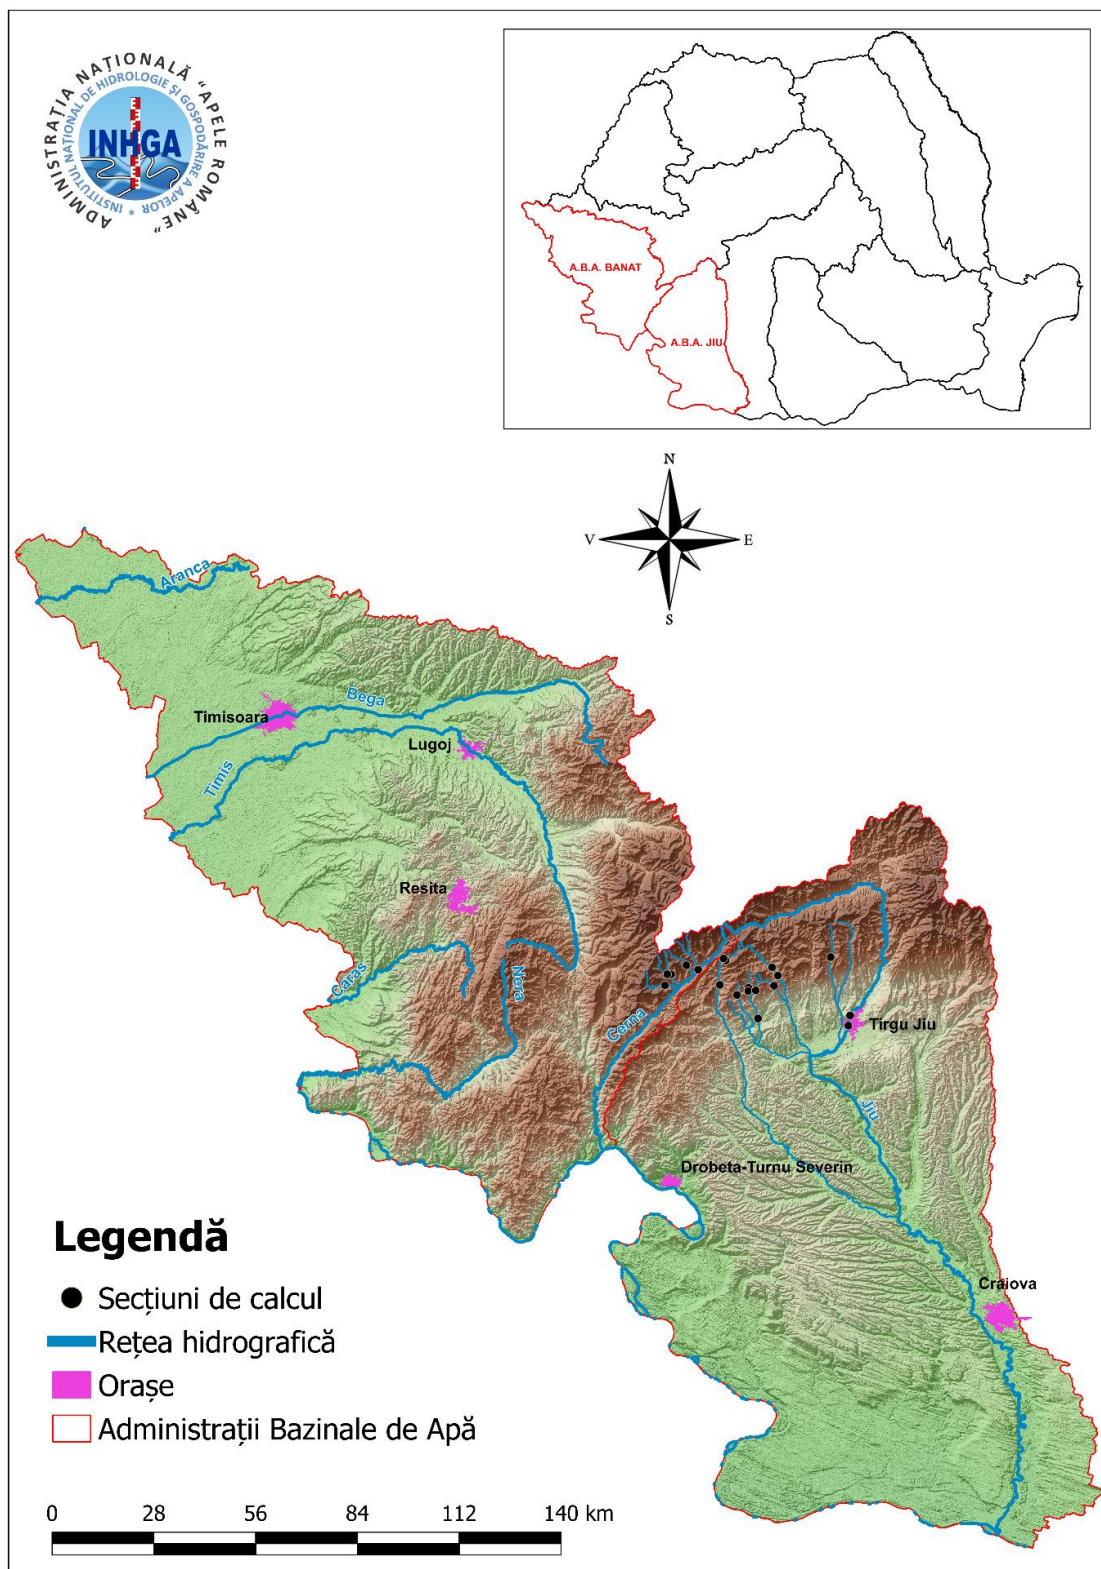 ADMINISTRAȚIA NAȚIONALĂ "APELE ROMÂNE"
INSTITUTUL NAȚIONAL DE HIDROLOGIE ȘI GOSPODĂRIRE A APELOR *
INHGA
A.B.A. BANAT
A.B.A. JIU
N
V
E
S
Aranca
Bega
Timisoara
Lugoj
Timis
Resita
Caras
Nera
Cerna
Tirgu Jiu
Jiu
Drobeta-Turnu Severin
Craiova
Legendă
Secțiuni de calcul
Rețea hidrografică
Orașe
Administrații Bazinale de Apă
0 28 56 84 112 140 km